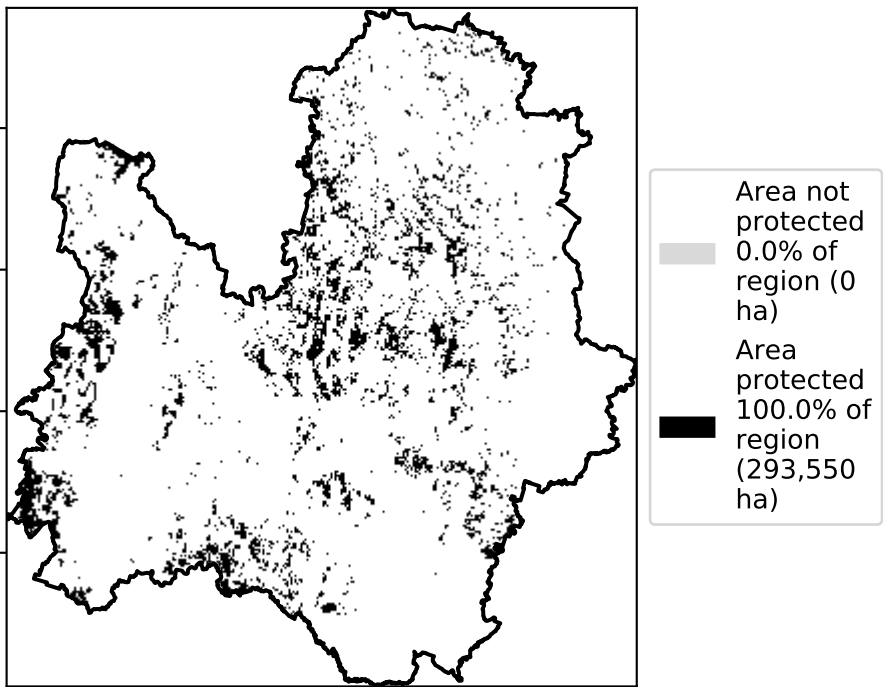 Area not
protected
0.0% of
region (0
ha)
Area
protected
100.0% of
region
(293,550
ha)